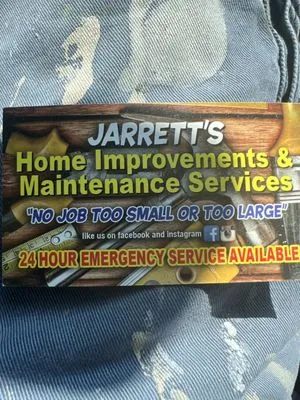 JARRETT'S
Home Improvements &
Maintenance Services
"NO JOB TOO SMALL OR TOO LARGE"
like us on facebook and instagram
24 HOUR EMERGENCY SERVICE AVAILABLE